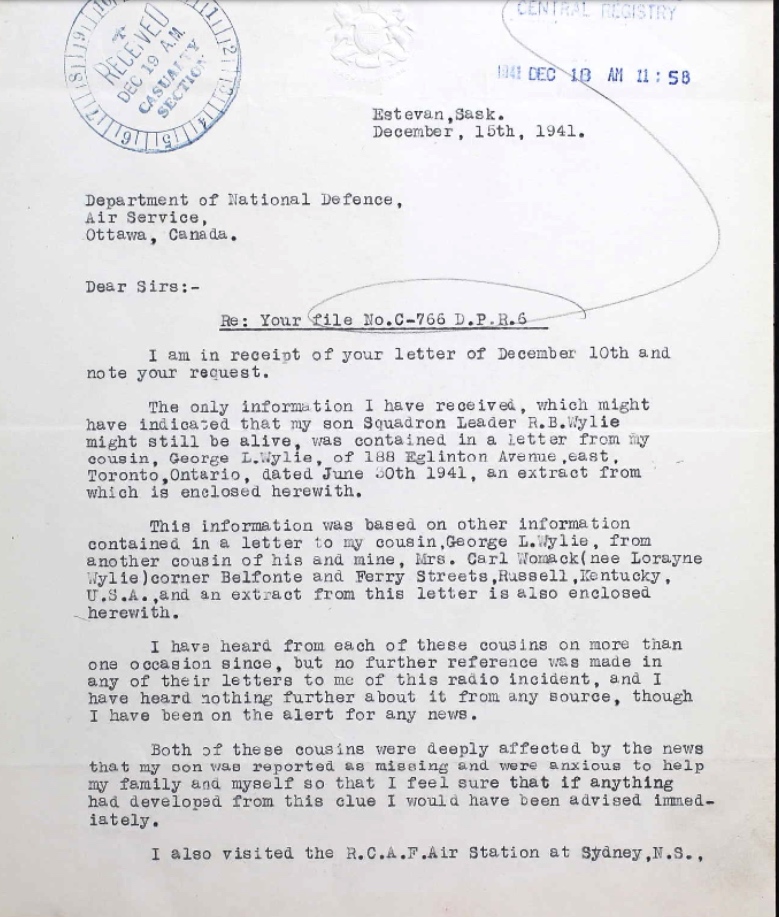 RECEIVED
DEC 19 A.M.
CASUALTY
SECTION
CENTRAL REGISTRY
1941 DEC 18 AM 11:58
Estevan,Sask.
December, 15th, 1941.
Department of National Defence,
Air Service,
Ottawa, Canada.
Dear Sirs:-
Re: Your file No.C-766 D.P.R.6
I am in receipt of your letter of December 10th and
note your request.
The only information I have received, which might
have indicated that my son Squadron Leader R.B.Wylie
might still be alive, was contained in a letter from my
cousin, George L.Wylie, of 188 Eglinton Avenue,east,
Toronto,Ontario, dated June 30th 1941, an extract from
which is enclosed herewith.
This information was based on other information
contained in a letter to my cousin,George L.Wylie, from
another cousin of his and mine, Mrs. Carl Womack(nee Lorayne
Wylie)corner Belfonte and Ferry Streets,Russell,Kentucky,
U.S.A.,and an extract from this letter is also enclosed
herewith.
I have heard from each of these cousins on more than
one occasion since, but no further reference was made in
any of their letters to me of this radio incident, and I
have heard nothing further about it from any source, though
I have been on the alert for any news.
Both of these cousins were deeply affected by the news
that my son was reported as missing and were anxious to help
my family and myself so that I feel sure that if anything
had developed from this clue I would have been advised immed-
iately.
I also visited the R.C.A.F.Air Station at Sydney,N.S.,